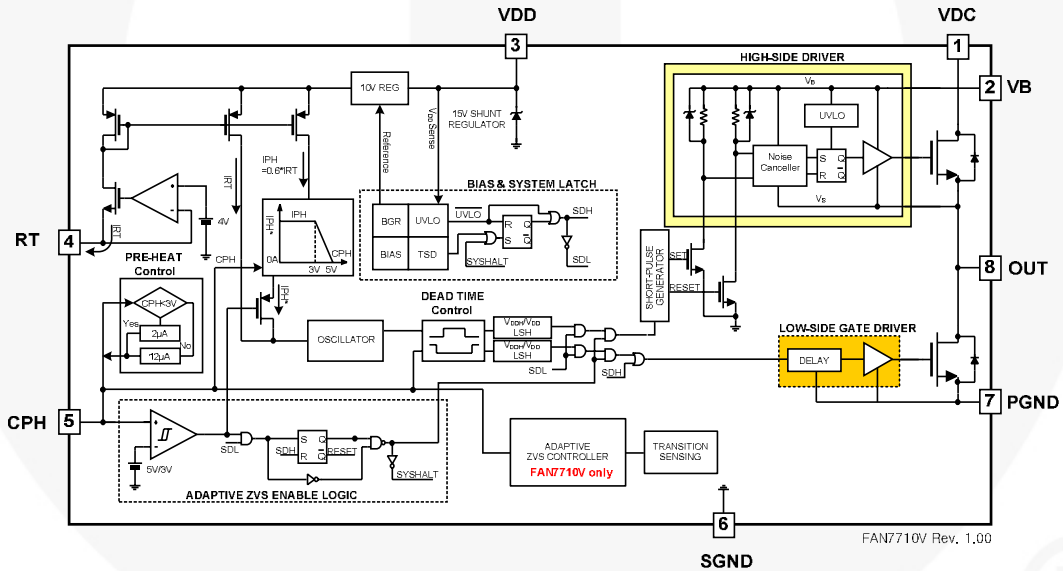 VDD
VDC
3
1
HIGH-SIDE DRIVER
VB
2
VB
10V REG
15V SHUNT
REGULATOR
VDD Sense
Reference
UVLO
Noise
Canceller
S Q
R Q
VS
IPH
=0.6*IRT
IRT
BIAS & SYSTEM LATCH
4V
IPH
IPH*
CPH
0A
3V 5V
BGR UVLO
BIAS TSD
UVLO
R Q
S Q
SYSHALT
SDH
SDL
RT
4
IRT
PRE-HEAT
Control
CPH
CPH<3V
Yes
No
2µA
12µA
IPH*
SHORT-PULSE
GENERATOR
SET
RESET
8
OUT
DEAD TIME
Control
OSCILLATOR
VDDH/VDD
LSH
VDDH/VDD
LSH
SDL
SDH
LOW-SIDE GATE DRIVER
DELAY
7
PGND
CPH
5
5V/3V
SDL
SDH
S Q
R Q
RESET
SYSHALT
ADAPTIVE ZVS ENABLE LOGIC
ADAPTIVE
ZVS CONTROLLER
FAN7710V only
TRANSITION
SENSING
6
SGND
FAN7710V Rev. 1.00